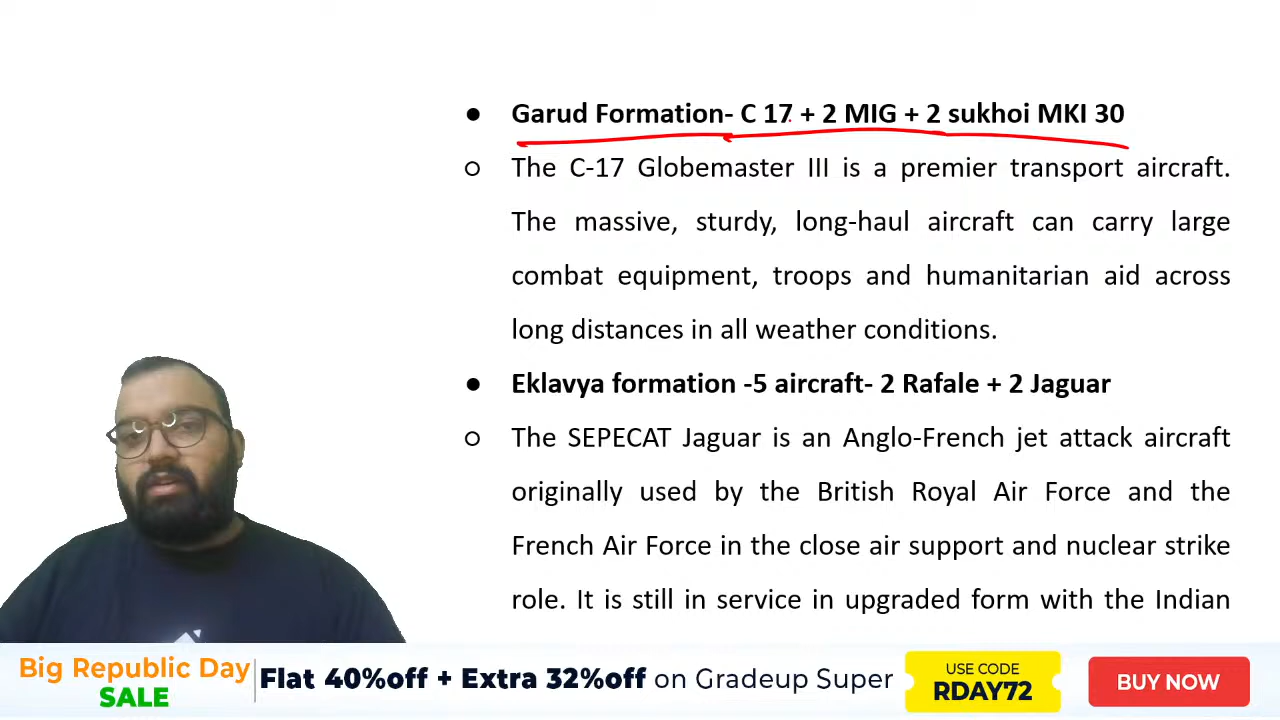 ● Garud Formation- C 17 + 2 MIG + 2 sukhoi MKI 30
○ The C-17 Globemaster III is a premier transport aircraft.
The massive, sturdy, long-haul aircraft can carry large
combat equipment, troops and humanitarian aid across
long distances in all weather conditions.
● Eklavya formation -5 aircraft- 2 Rafale + 2 Jaguar
○ The SEPECAT Jaguar is an Anglo-French jet attack aircraft
originally used by the British Royal Air Force and the
French Air Force in the close air support and nuclear strike
role. It is still in service in upgraded form with the Indian
Big Republic Day
SALE
Flat 40%off + Extra 32%off on Gradeup Super
USE CODE
RDAY72
BUY NOW